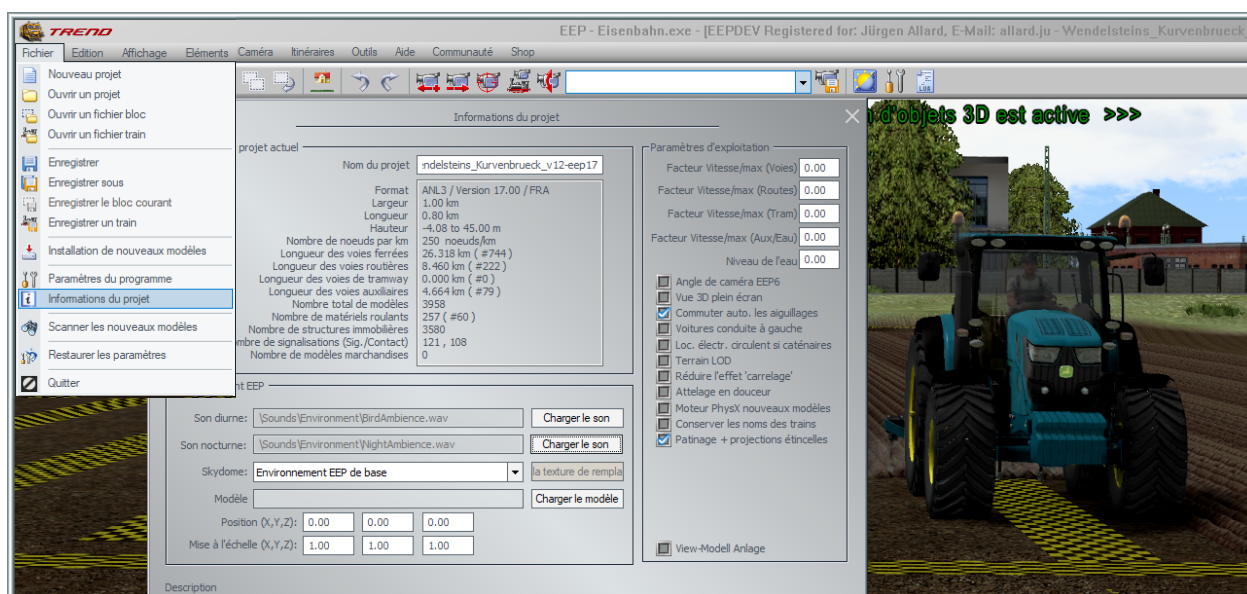 TREND
EEP - Eisenbahn.exe - [EEPDEV Registered for: Jürgen Allard, E-Mail: allard.ju - Wendelsteins_Kurvenbrueck
Fichier Edition Affichage Eléments Caméra Itinéraires Outils Aide Communauté Shop
Nouveau projet
Ouvrir un projet
Ouvrir un fichier bloc
Ouvrir un fichier train
Enregistrer
Enregistrer sous
Enregistrer le bloc courant
Enregistrer un train
Installation de nouveaux modèles
Paramètres du programme
Informations du projet
Scanner les nouveaux modèles
Restaurer les paramètres
Quitter
LUA
d'objets 3D est active >>>
Informations du projet
projet actuel
Nom du projet ndelsteins_Kurvenbrueck_v12-eep17
Format ANL3 / Version 17.00 / FRA
Largeur 1.00 km
Longueur 0.80 km
Hauteur -4.08 to 45.00 m
Nombre de noeuds par km 250 noeuds/km
Longueur des voies ferrées 26.318 km ( #744 )
Longueur des voies routières 8.460 km ( #222 )
Longueur des voies de tramway 0.000 km ( #0 )
Longueur des voies auxiliaires 4.664 km ( #79 )
Nombre total de modèles 3958
Nombre de matériels roulants 257 ( #60 )
Nombre de structures immobilières 3580
mbre de signalisations (Sig./Contact) 121 , 108
Nombre de modèles marchandises 0
nt EEP
Son diurne: \Sounds\Environment\BirdAmbience.wav Charger le son
Son nocturne: \Sounds\Environment\NightAmbience.wav Charger le son
Skydome: Environnement EEP de base la texture de rempla
Modèle Charger le modèle
Position (X,Y,Z): 0.00 0.00 0.00
Mise à l'échelle (X,Y,Z): 1.00 1.00 1.00
Description
Paramètres d'exploitation
Facteur Vitesse/max (Voies) 0.00
Facteur Vitesse/max (Routes) 0.00
Facteur Vitesse/max (Tram) 0.00
Facteur Vitesse/max (Aux/Eau) 0.00
Niveau de l'eau 0.00
Angle de caméra EEP6
Vue 3D plein écran
Commuter auto. les aiguillages
Voitures conduite à gauche
Loc. électr. circulent si caténaires
Terrain LOD
Réduire l'effet 'carrelage'
Attelage en douceur
Moteur PhysX nouveaux modèles
Conserver les noms des trains
Patinage + projections étincelles
View-Modell Anlage